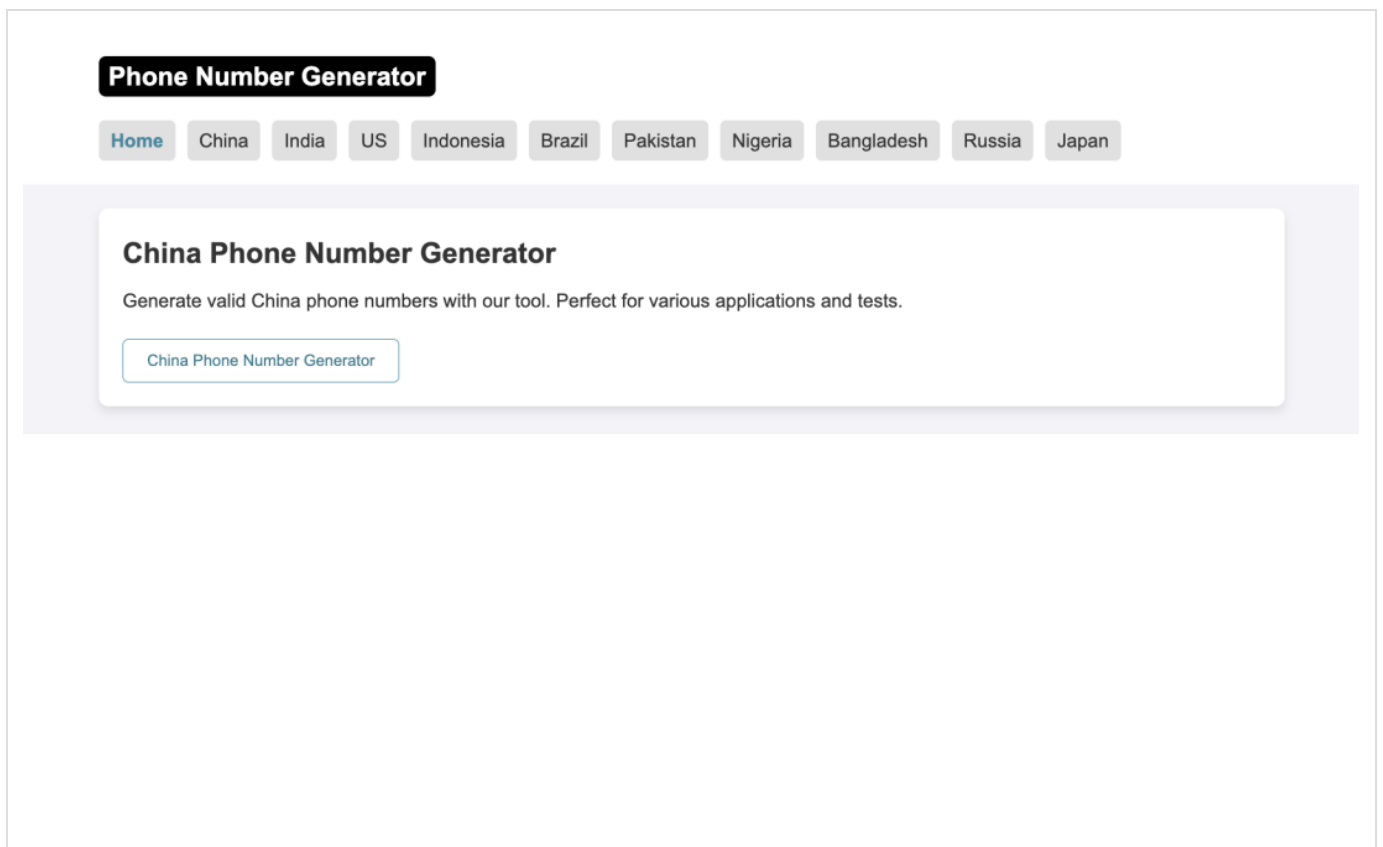 Phone Number Generator
Home China India US Indonesia Brazil Pakistan Nigeria Bangladesh Russia Japan
China Phone Number Generator
Generate valid China phone numbers with our tool. Perfect for various applications and tests.
China Phone Number Generator